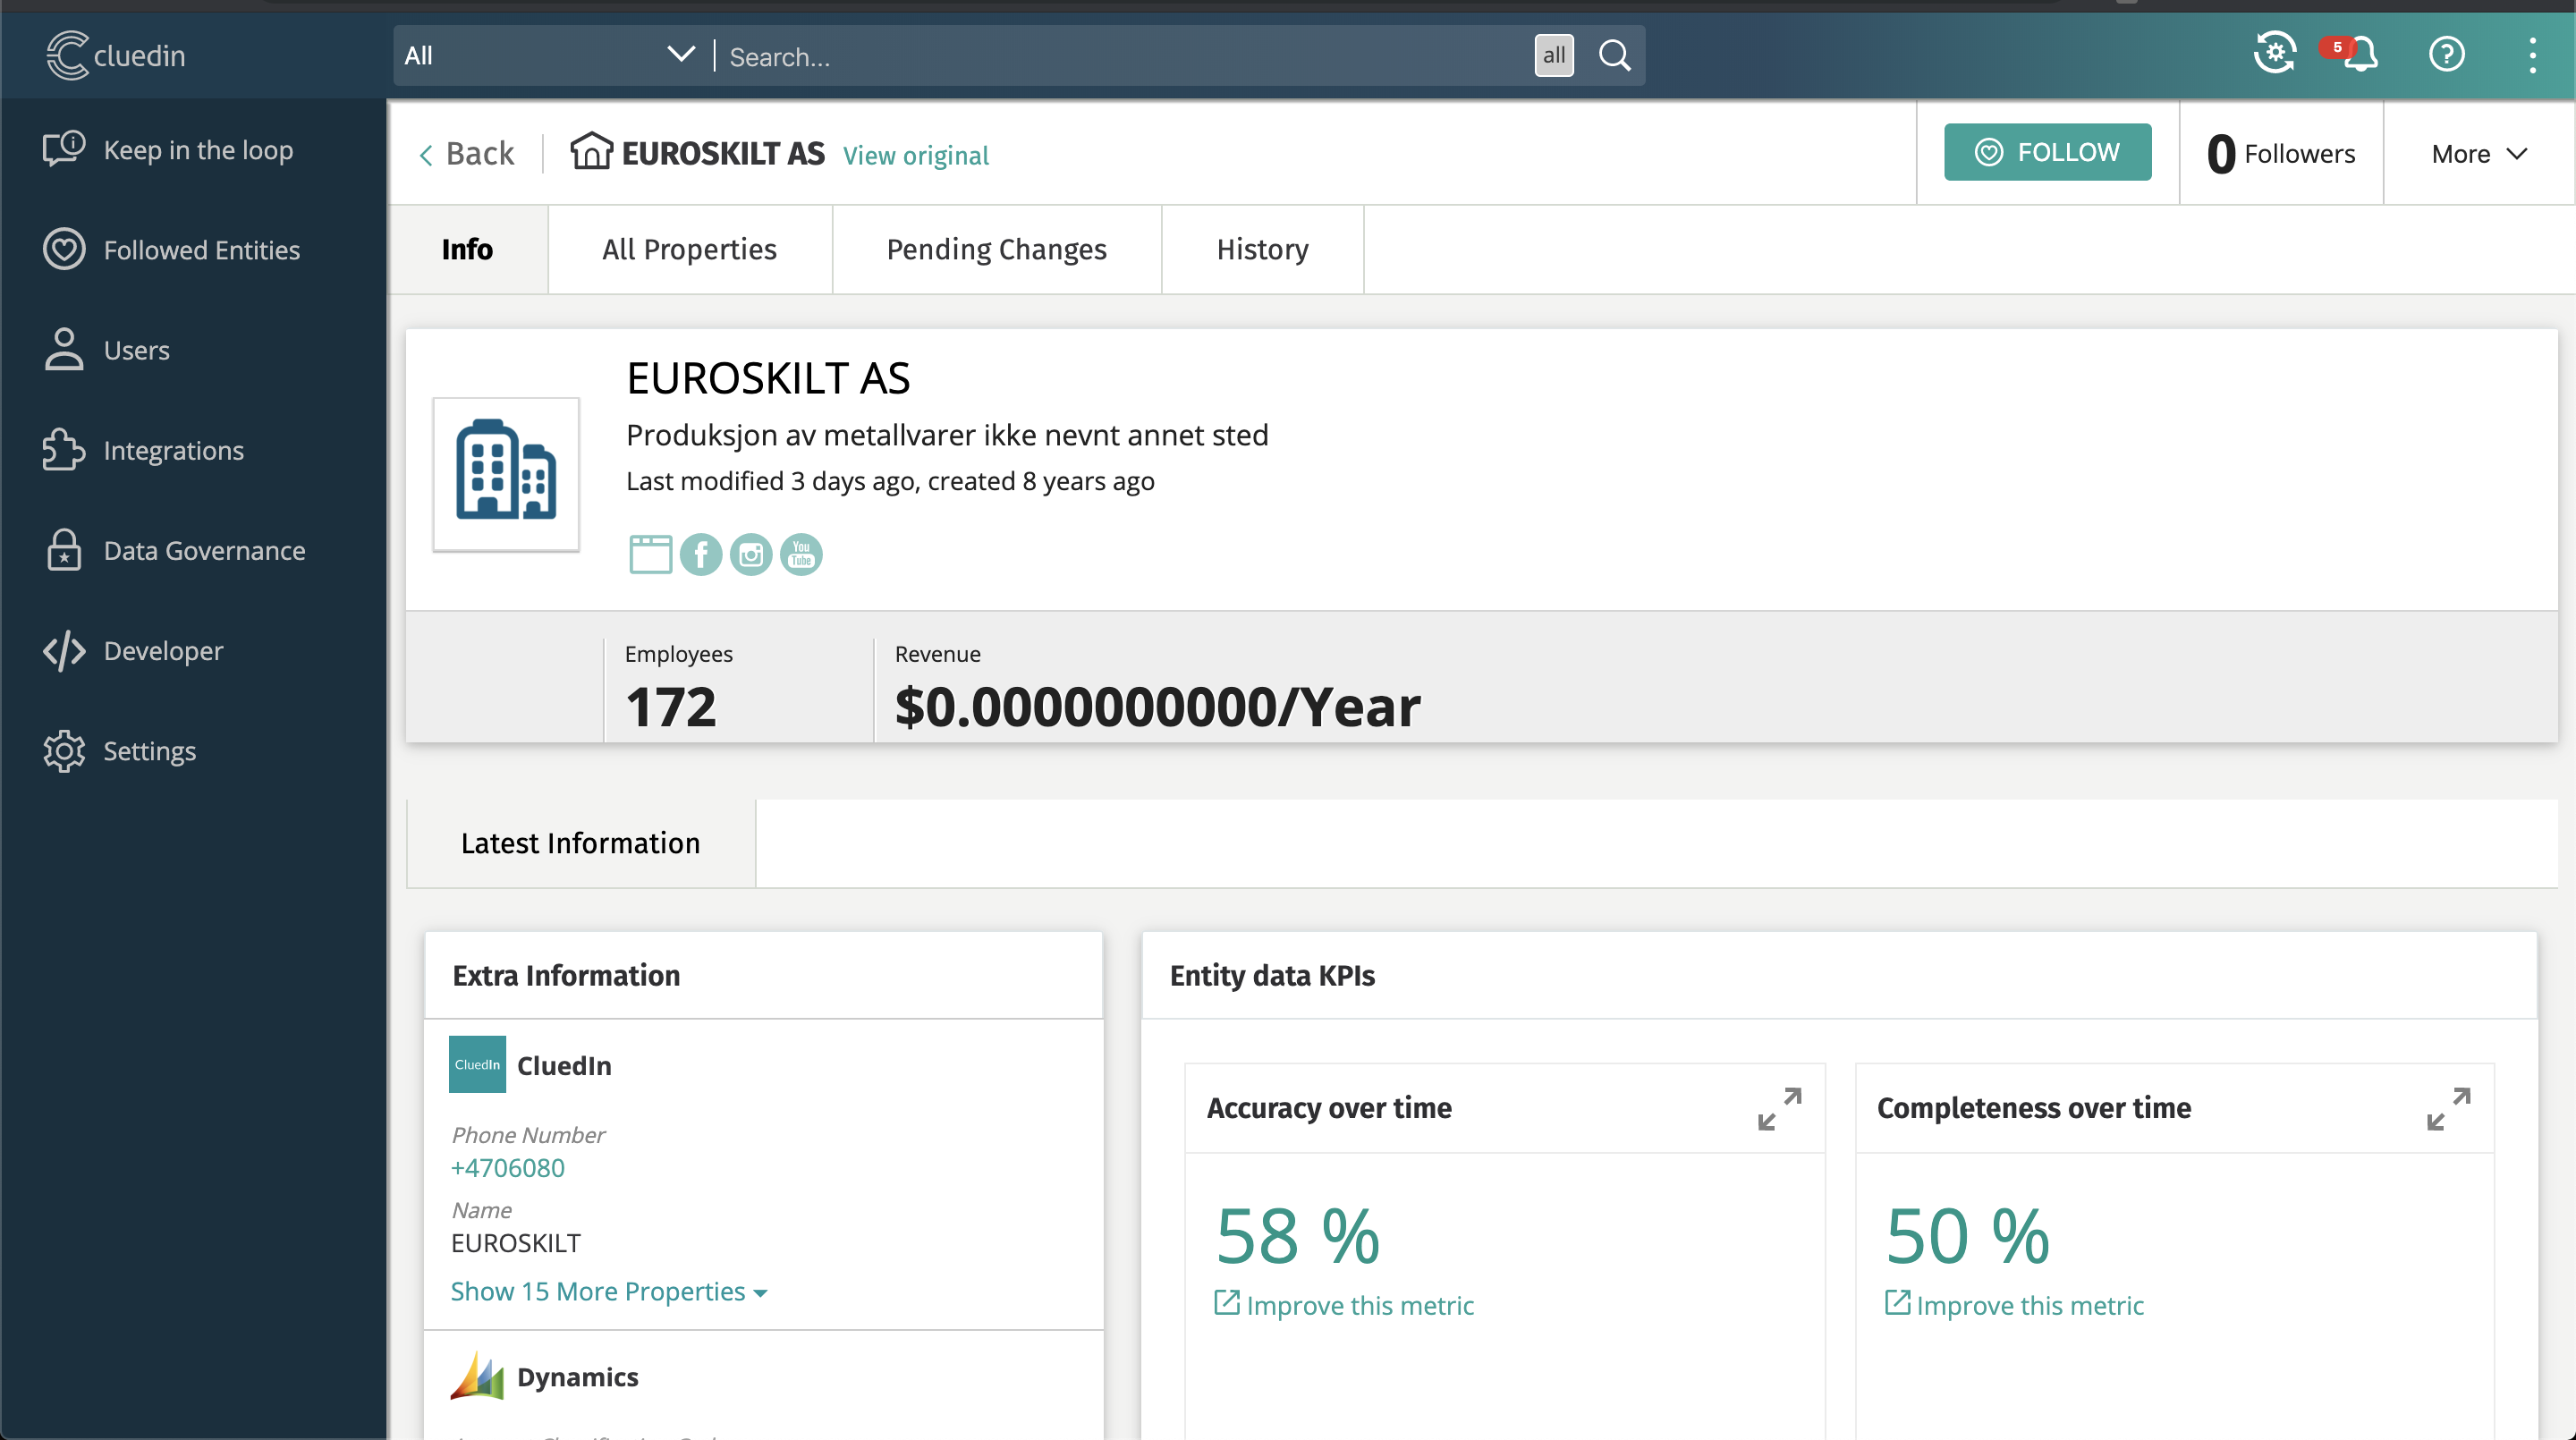 cluedin
All
Search...
all
5
Keep in the loop
Followed Entities
Users
Integrations
Data Governance
Developer
Settings
Back
EUROSKILT AS
View original
FOLLOW
0 Followers
More
Info
All Properties
Pending Changes
History
EUROSKILT AS
Produksjon av metallvarer ikke nevnt annet sted
Last modified 3 days ago, created 8 years ago
You
Tube
Employees
172
Revenue
$0.0000000000/Year
Latest Information
Extra Information
CluedIn
CluedIn
Phone Number
+4706080
Name
EUROSKILT
Show 15 More Properties
Dynamics
Entity data KPIs
Accuracy over time
58 %
Improve this metric
Completeness over time
50 %
Improve this metric